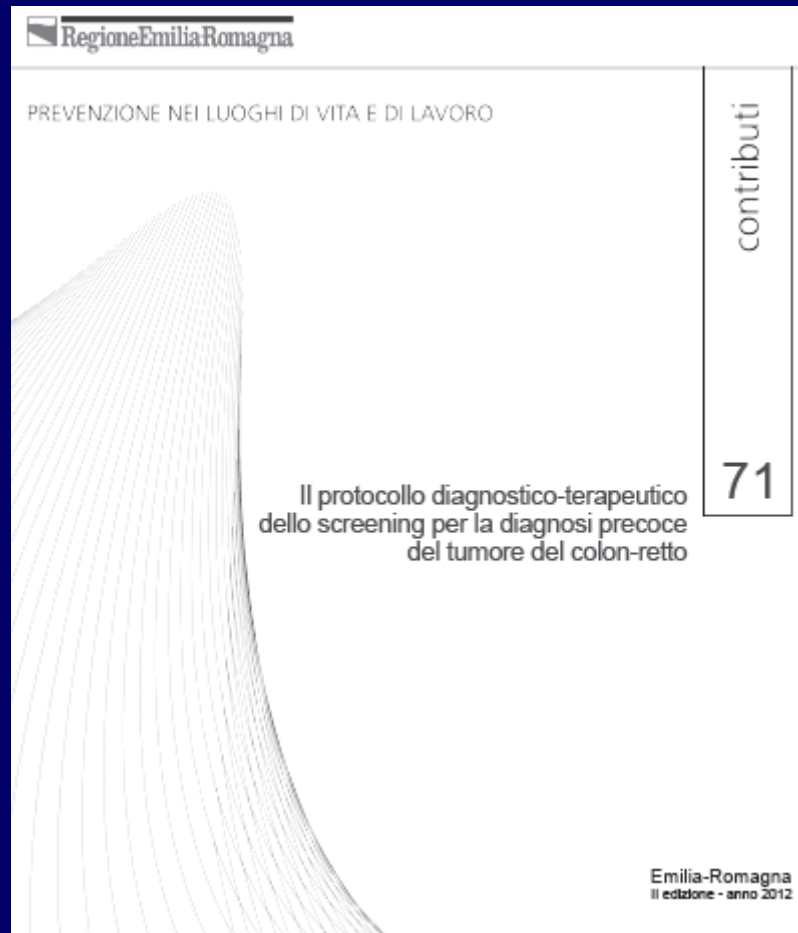 RegioneEmiliaRomagna
PREVENZIONE NEI LUOGHI DI VITA E DI LAVORO
contributi
71
Il protocollo diagnostico-terapeutico
dello screening per la diagnosi precoce
del tumore del colon-retto
Emilia-Romagna
II edizione - anno 2012